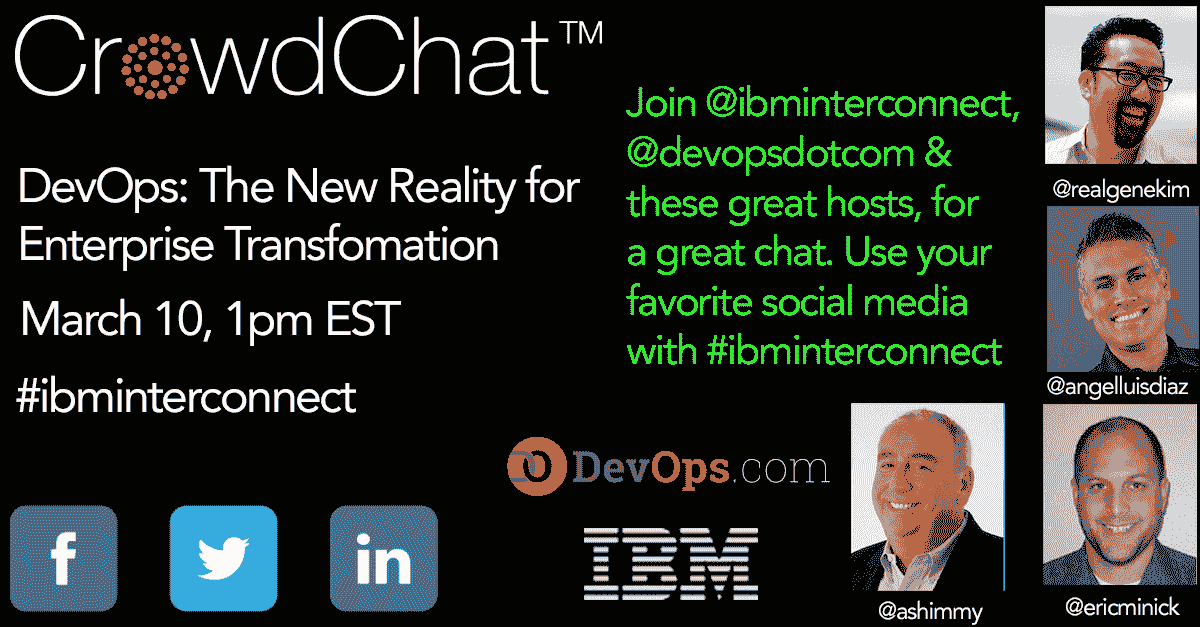 CrowdChat™
DevOps: The New Reality for
Enterprise Transfomation
March 10, 1pm EST
#ibminterconnect
Join @ibminterconnect,
@devopsdotcom &
these great hosts, for
a great chat. Use your
favorite social media
with #ibminterconnect
@realgenekim
@angelluisdiaz
DevOps.com
IBM
@ashimmy
@ericminick
f
in